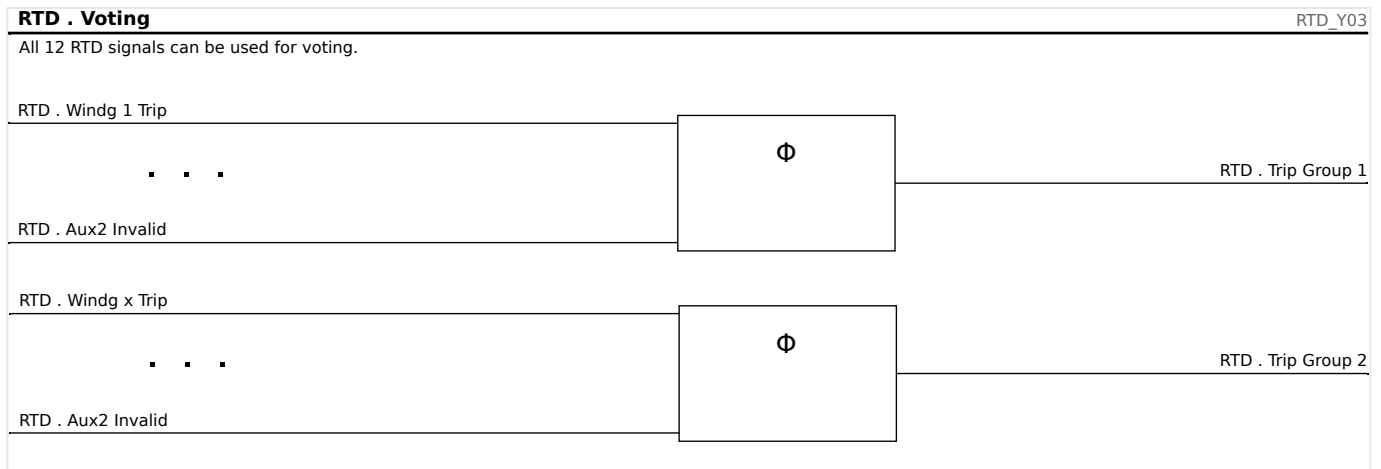 RTD . Voting
RTD_Y03
All 12 RTD signals can be used for voting.
RTD . Windg 1 Trip
Φ
RTD . Trip Group 1
. . .
RTD . Aux2 Invalid
RTD . Windg x Trip
Φ
RTD . Trip Group 2
. . .
RTD . Aux2 Invalid